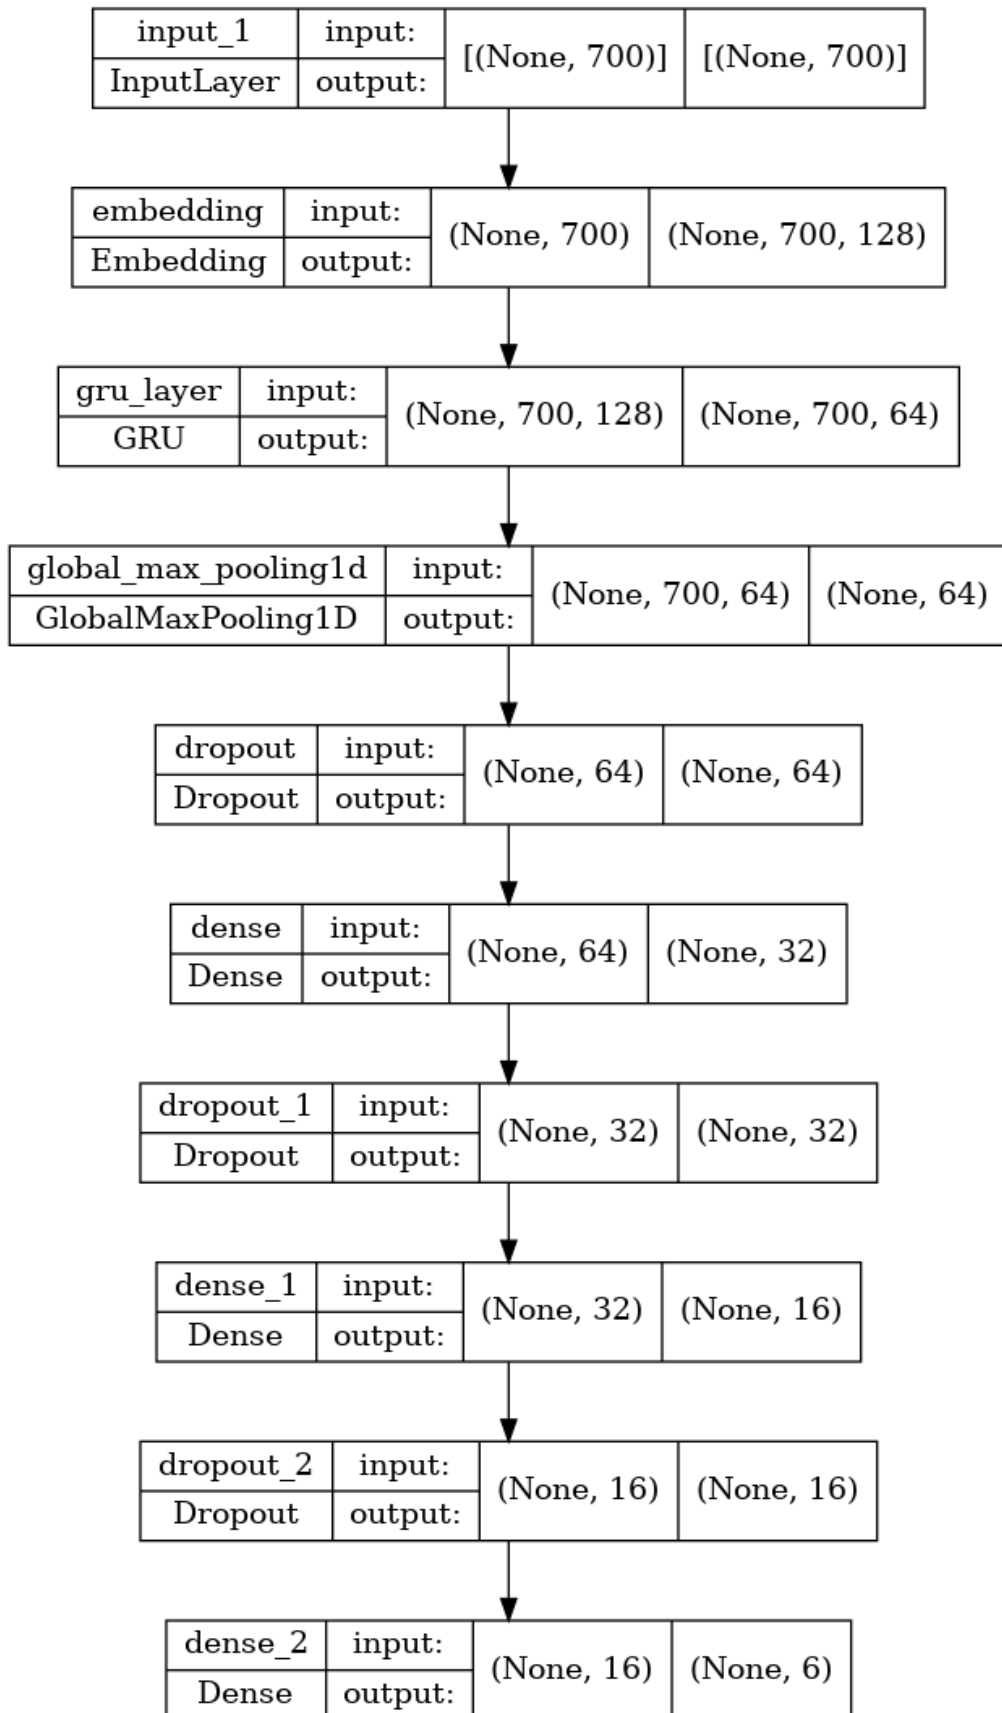 input_1 input: [(None, 700)] [(None, 700)]
InputLayer output:
embedding input: (None, 700) (None, 700, 128)
Embedding output:
gru_layer input: (None, 700, 128) (None, 700, 64)
GRU output:
global_max_pooling1d input: (None, 700, 64) (None, 64)
GlobalMaxPooling1D output:
dropout input: (None, 64) (None, 64)
Dropout output:
dense input: (None, 64) (None, 32)
Dense output:
dropout_1 input: (None, 32) (None, 32)
Dropout output:
dense_1 input: (None, 32) (None, 16)
Dense output:
dropout_2 input: (None, 16) (None, 16)
Dropout output:
dense_2 input: (None, 16) (None, 6)
Dense output: